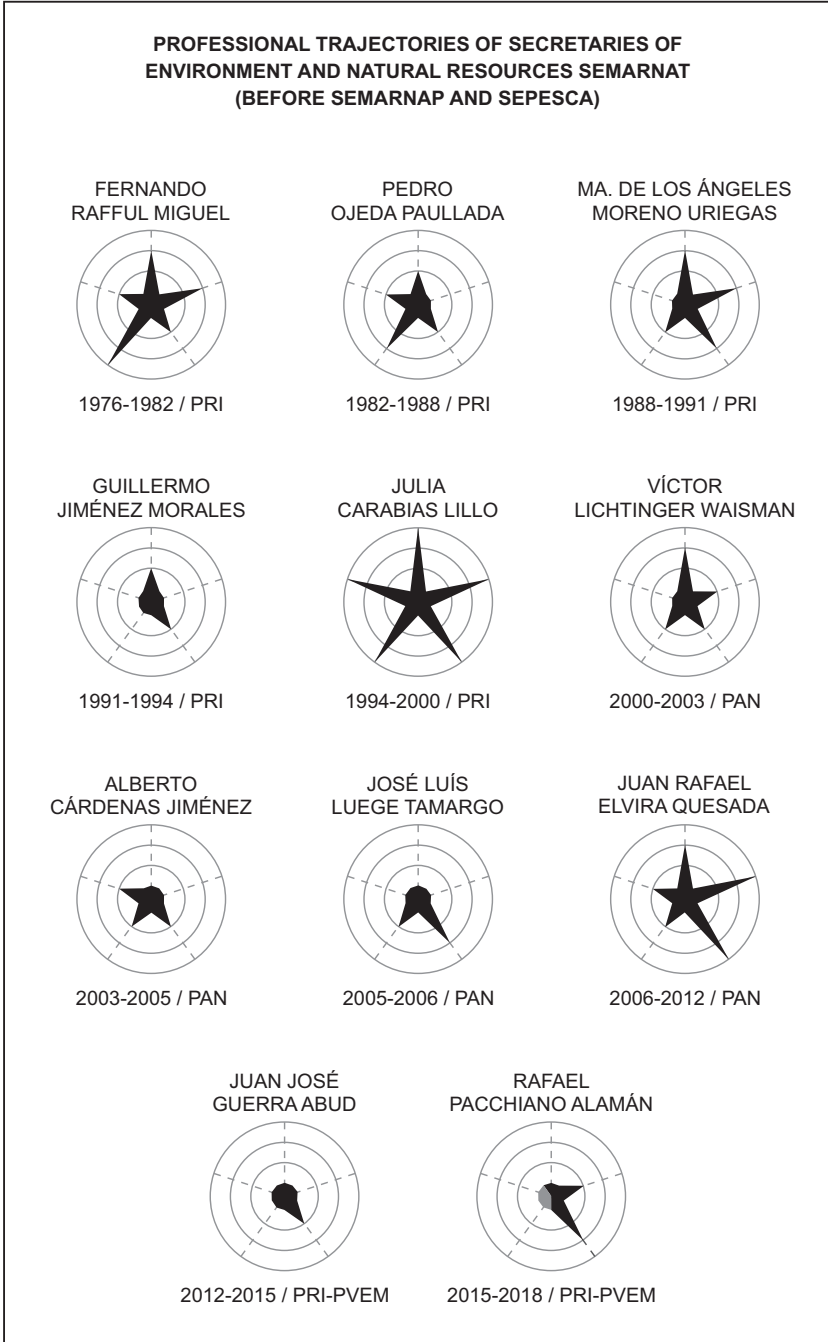 PROFESSIONAL TRAJECTORIES OF SECRETARIES OF
ENVIRONMENT AND NATURAL RESOURCES SEMARNAT
(BEFORE SEMARNAP AND SEPESCA)
FERNANDO
RAFFUL MIGUEL
1976-1982 / PRI
PEDRO
OJEDA PAULLADA
1982-1988 / PRI
MA. DE LOS ÁNGELES
MORENO URIEGAS
1988-1991 / PRI
GUILLERMO
JIMÉNEZ MORALES
1991-1994 / PRI
JULIA
CARABIAS LILLO
1994-2000 / PRI
VÍCTOR
LICHTINGER WAISMAN
2000-2003 / PAN
ALBERTO
CÁRDENAS JIMÉNEZ
2003-2005 / PAN
JOSÉ LUÍS
LUEGE TAMARGO
2005-2006 / PAN
JUAN RAFAEL
ELVIRA QUESADA
2006-2012 / PAN
JUAN JOSÉ
GUERRA ABUD
2012-2015 / PRI-PVEM
RAFAEL
PACCHIANO ALAMÁN
2015-2018 / PRI-PVEM